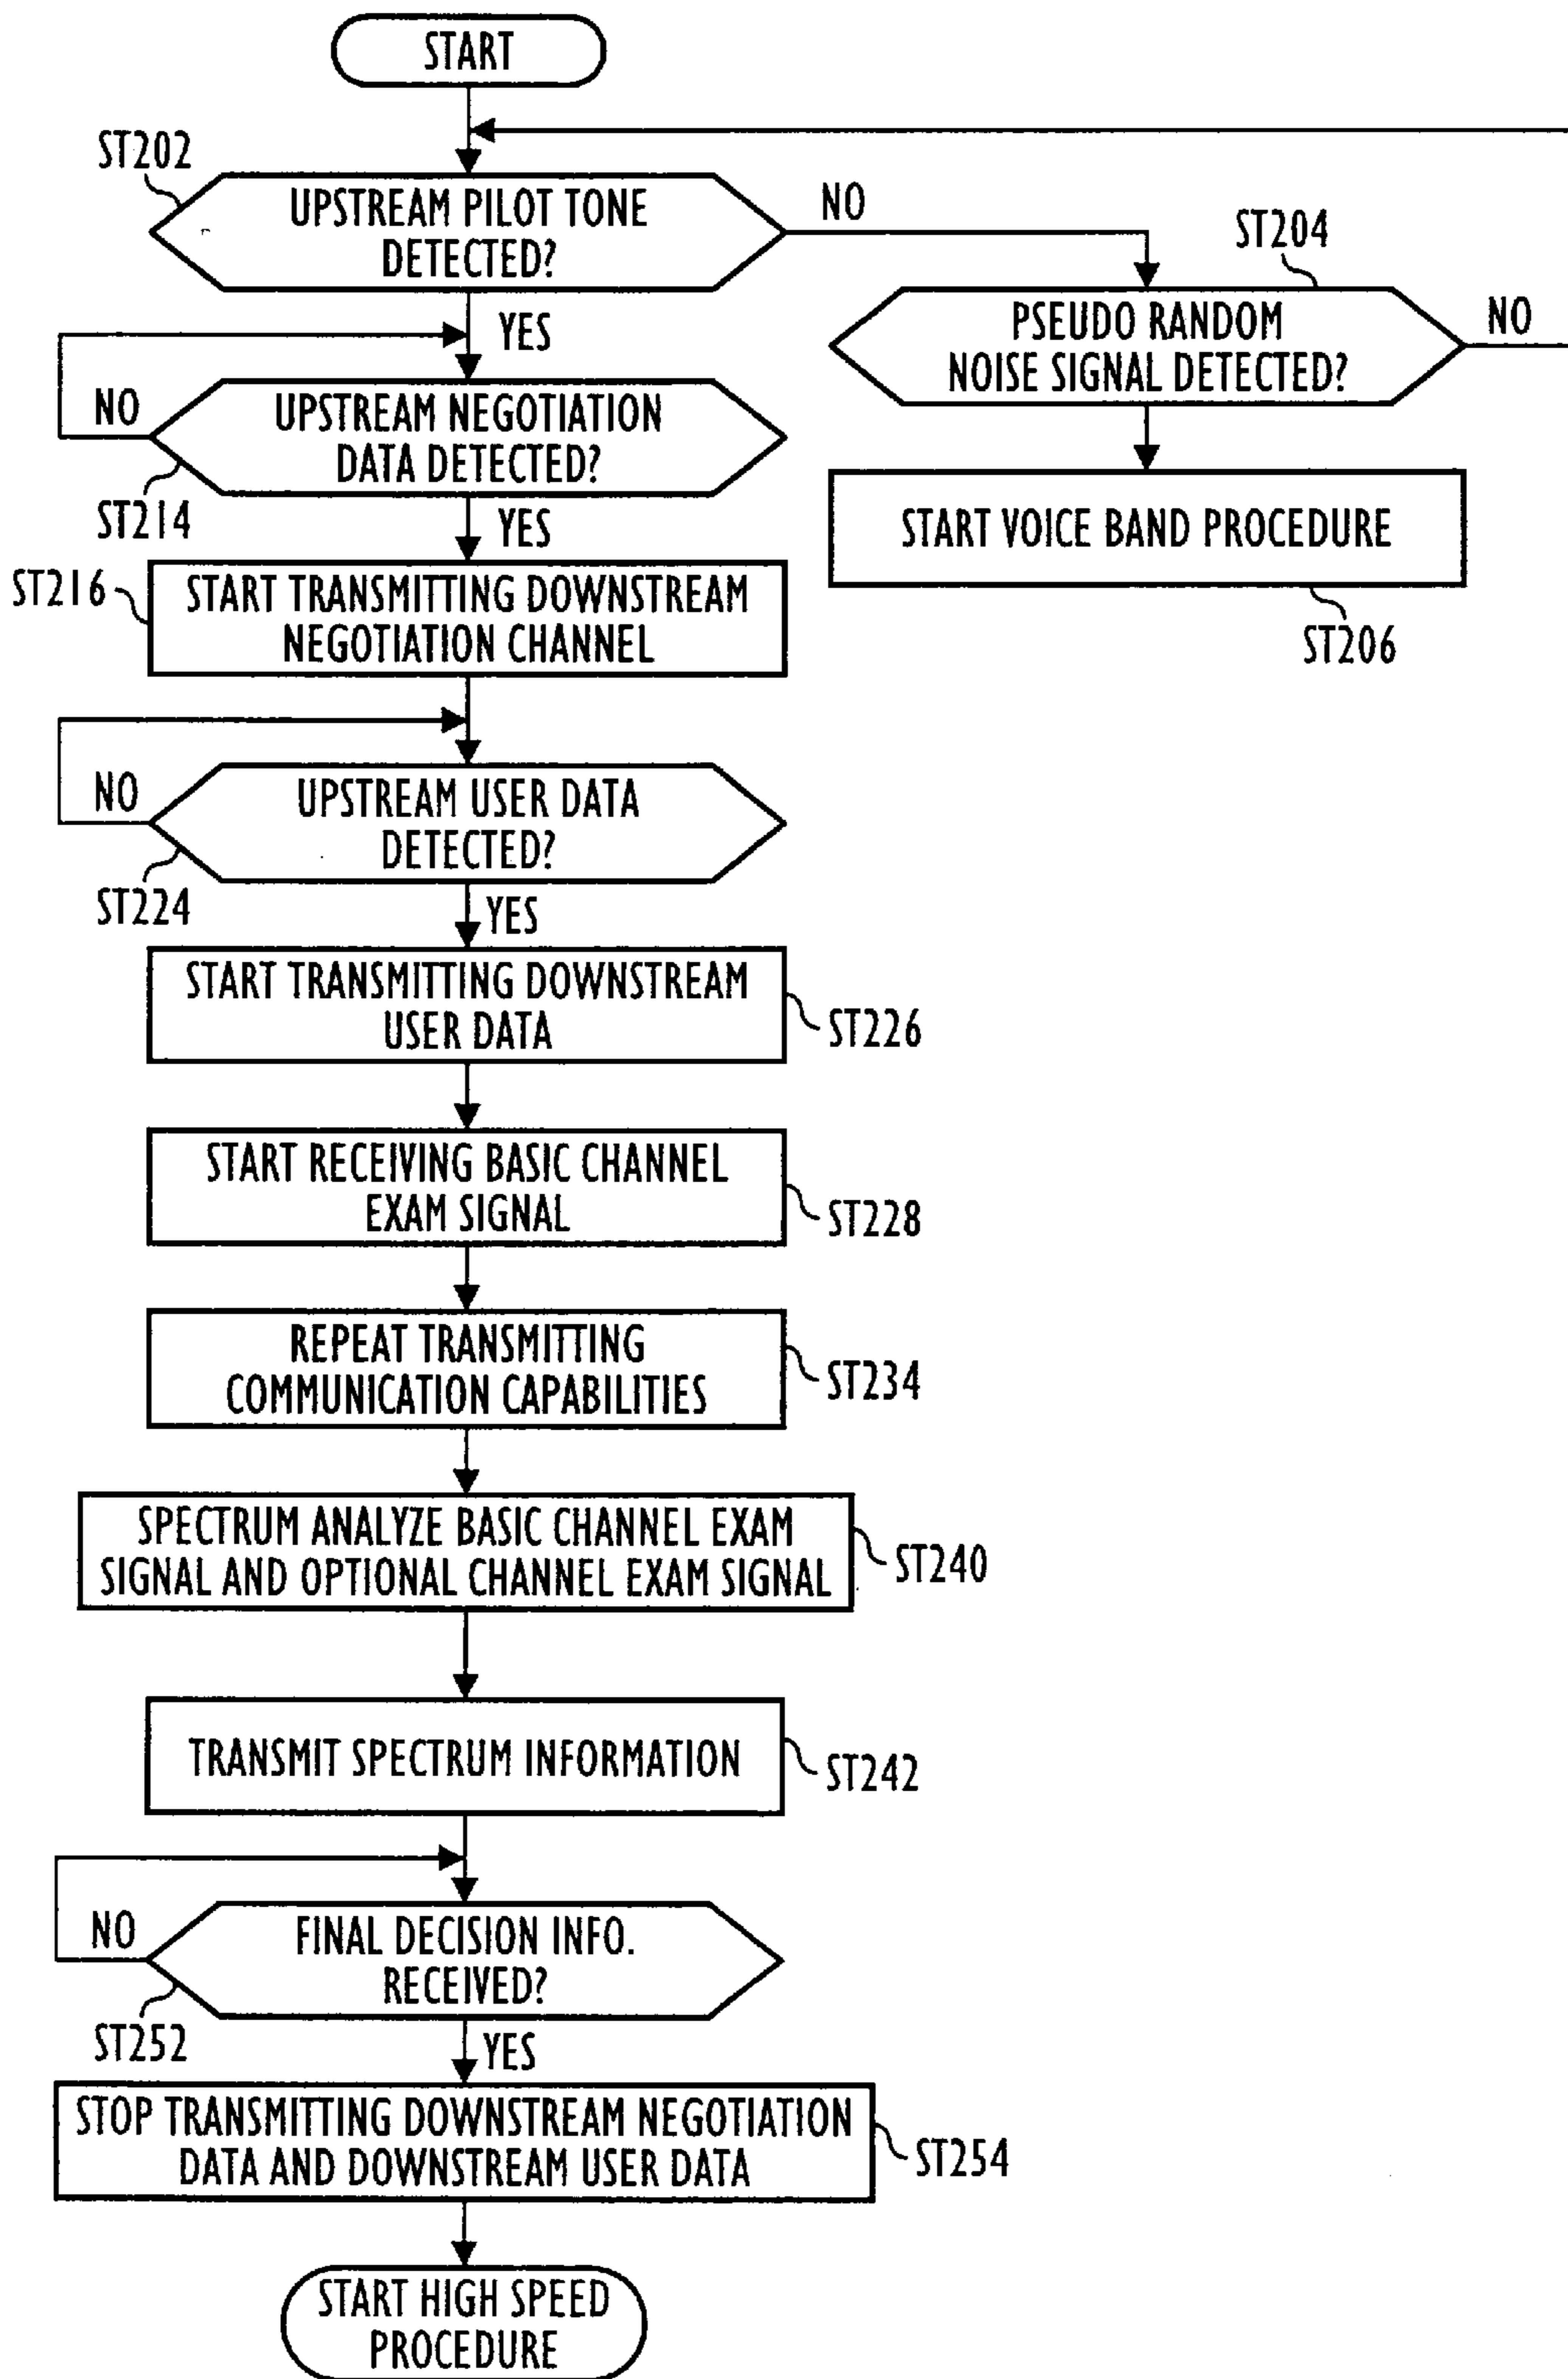 START
ST202
UPSTREAM PILOT TONE
DETECTED?
NO
ST204
PSEUDO RANDOM
NOISE SIGNAL DETECTED?
NO
YES
NO
UPSTREAM NEGOTIATION
DATA DETECTED?
ST214
YES
START VOICE BAND PROCEDURE
ST206
ST216
START TRANSMITTING DOWNSTREAM
NEGOTIATION CHANNEL
NO
UPSTREAM USER DATA
DETECTED?
ST224
YES
START TRANSMITTING DOWNSTREAM
USER DATA
ST226
START RECEIVING BASIC CHANNEL
EXAM SIGNAL
ST228
REPEAT TRANSMITTING
COMMUNICATION CAPABILITIES
ST234
SPECTRUM ANALYZE BASIC CHANNEL EXAM
SIGNAL AND OPTIONAL CHANNEL EXAM SIGNAL
ST240
TRANSMIT SPECTRUM INFORMATION
ST242
NO
FINAL DECISION INFO.
RECEIVED?
ST252
YES
STOP TRANSMITTING DOWNSTREAM NEGOTIATION
DATA AND DOWNSTREAM USER DATA
ST254
START HIGH SPEED
PROCEDURE